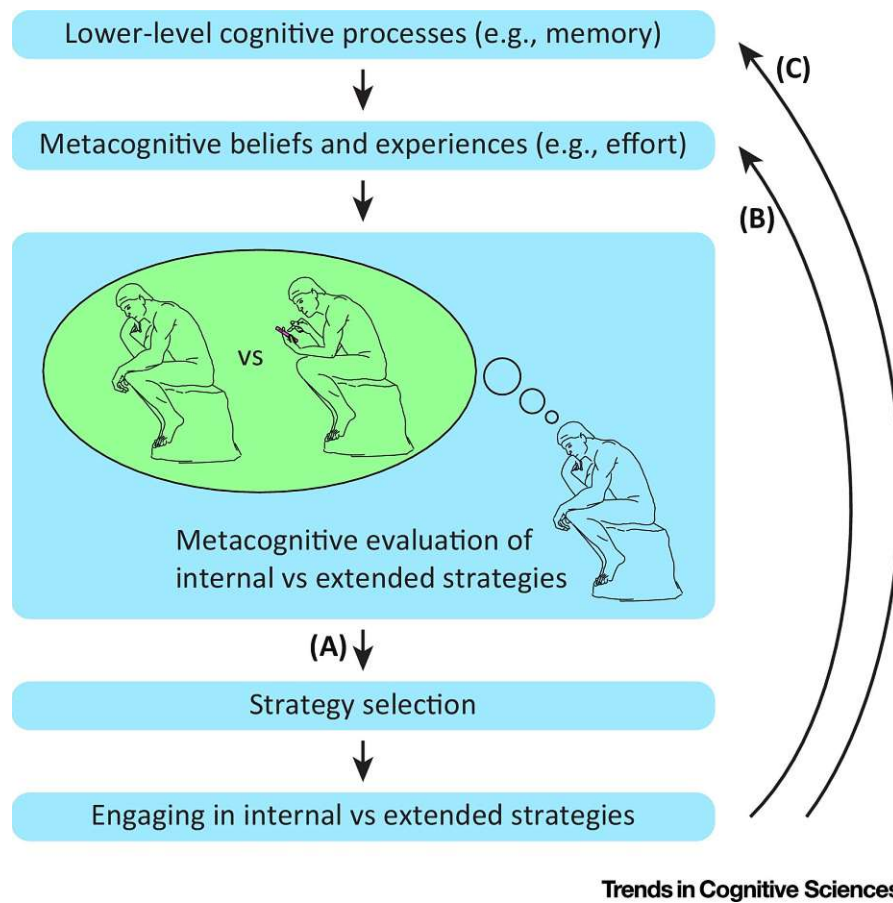 Lower-level cognitive processes (e.g., memory)
(C)
Metacognitive beliefs and experiences (e.g., effort)
(B)
vs
Metacognitive evaluation of
internal vs extended strategies
(A)
Strategy selection
Engaging in internal vs extended strategies
Trends in Cognitive Sciences